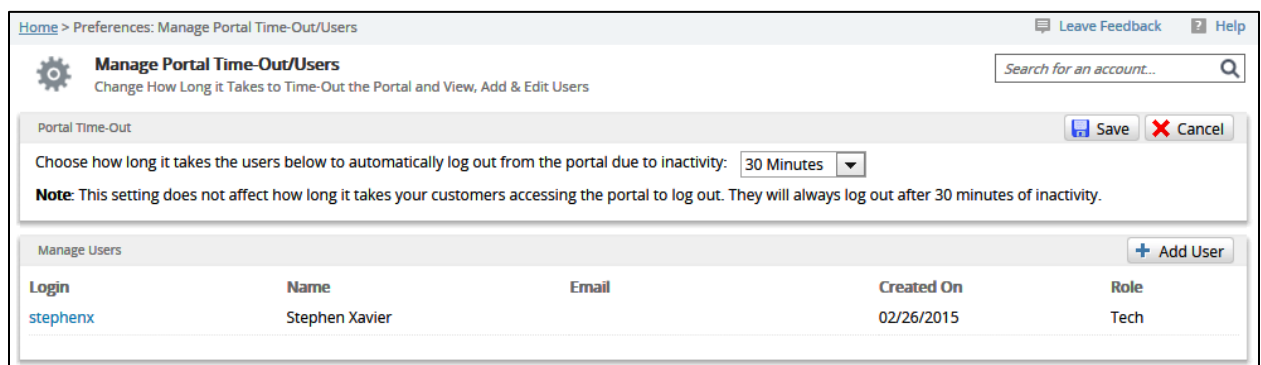 Home > Preferences: Manage Portal Time-Out/Users Leave Feedback ? Help
Manage Portal Time-Out/Users Search for an account...
Change How Long it Takes to Time-Out the Portal and View, Add & Edit Users
Portal Time-Out Save Cancel
Choose how long it takes the users below to automatically log out from the portal due to inactivity: 30 Minutes
Note: This setting does not affect how long it takes your customers accessing the portal to log out. They will always log out after 30 minutes of inactivity.
Manage Users + Add User
Login Name Email Created On Role
stephenx Stephen Xavier 02/26/2015 Tech